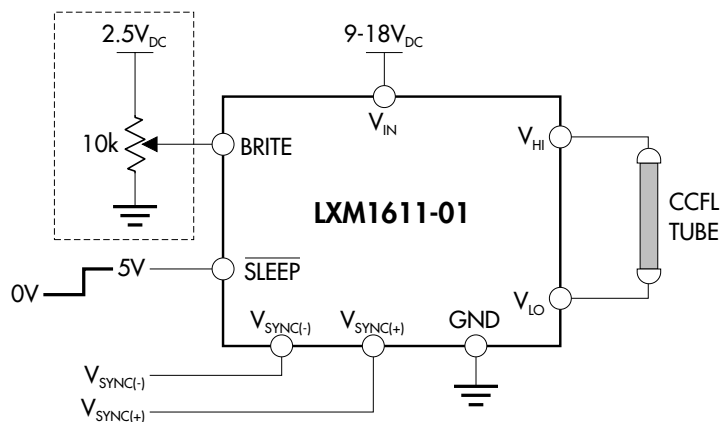 2.5VDC
9-18VDC
10k
BRITE
VIN
VHI
LXM1611-01
CCFL
TUBE
0V
5V
SLEEP
VLO
VSYNC(-)
VSYNC(+)
GND
VSYNC(-)
VSYNC(+)